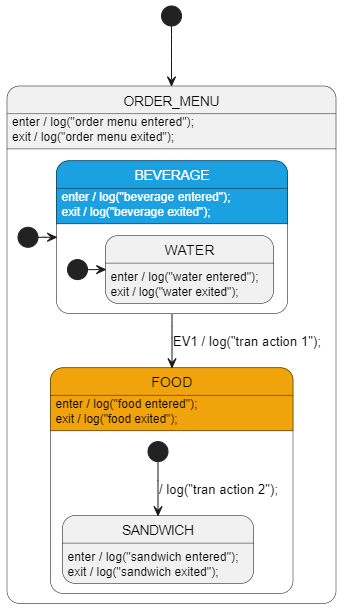 ORDER_MENU
enter / log("order menu entered");
exit / log("order menu exited");
BEVERAGE
enter / log("beverage entered");
exit / log("beverage exited");
WATER
enter / log("water entered");
exit / log("water exited");
EV1 / log("tran action 1");
FOOD
enter / log("food entered");
exit / log("food exited");
/ log("tran action 2");
SANDWICH
enter / log("sandwich entered");
exit / log("sandwich exited");